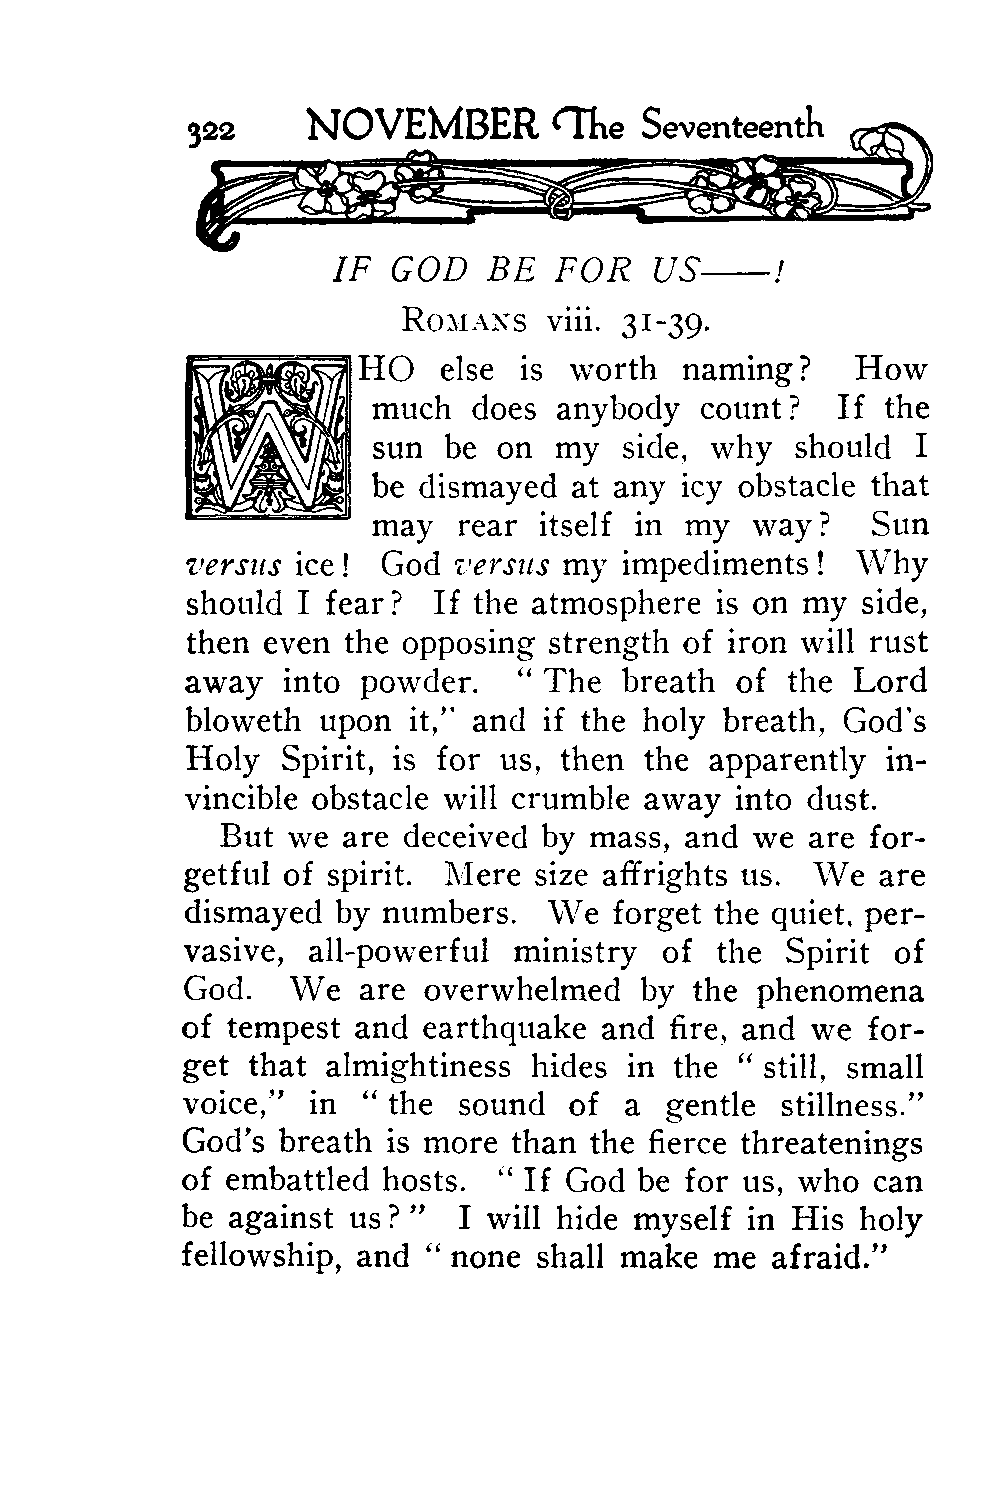 322 NOVEMBER The Seventeenth
IF GOD BE FOR US——!
ROMANS viii. 31-39.
WHO else is worth naming? How
much does anybody count? If the
sun be on my side, why should I
be dismayed at any icy obstacle that
may rear itself in my way? Sun
versus ice! God versus my impediments! Why
should I fear? If the atmosphere is on my side,
then even the opposing strength of iron will rust
away into powder. “The breath of the Lord
bloweth upon it,” and if the holy breath, God's
Holy Spirit, is for us, then the apparently in-
vincible obstacle will crumble away into dust.
But we are deceived by mass, and we are for-
getful of spirit. Mere size affrights us. We are
dismayed by numbers. We forget the quiet, per-
vasive, all-powerful ministry of the Spirit of
God. We are overwhelmed by the phenomena
of tempest and earthquake and fire, and we for-
get that almightiness hides in the “still, small
voice,” in “the sound of a gentle stillness.”
God's breath is more than the fierce threatenings
of embattled hosts. “If God be for us, who can
be against us?” I will hide myself in His holy
fellowship, and “none shall make me afraid.”